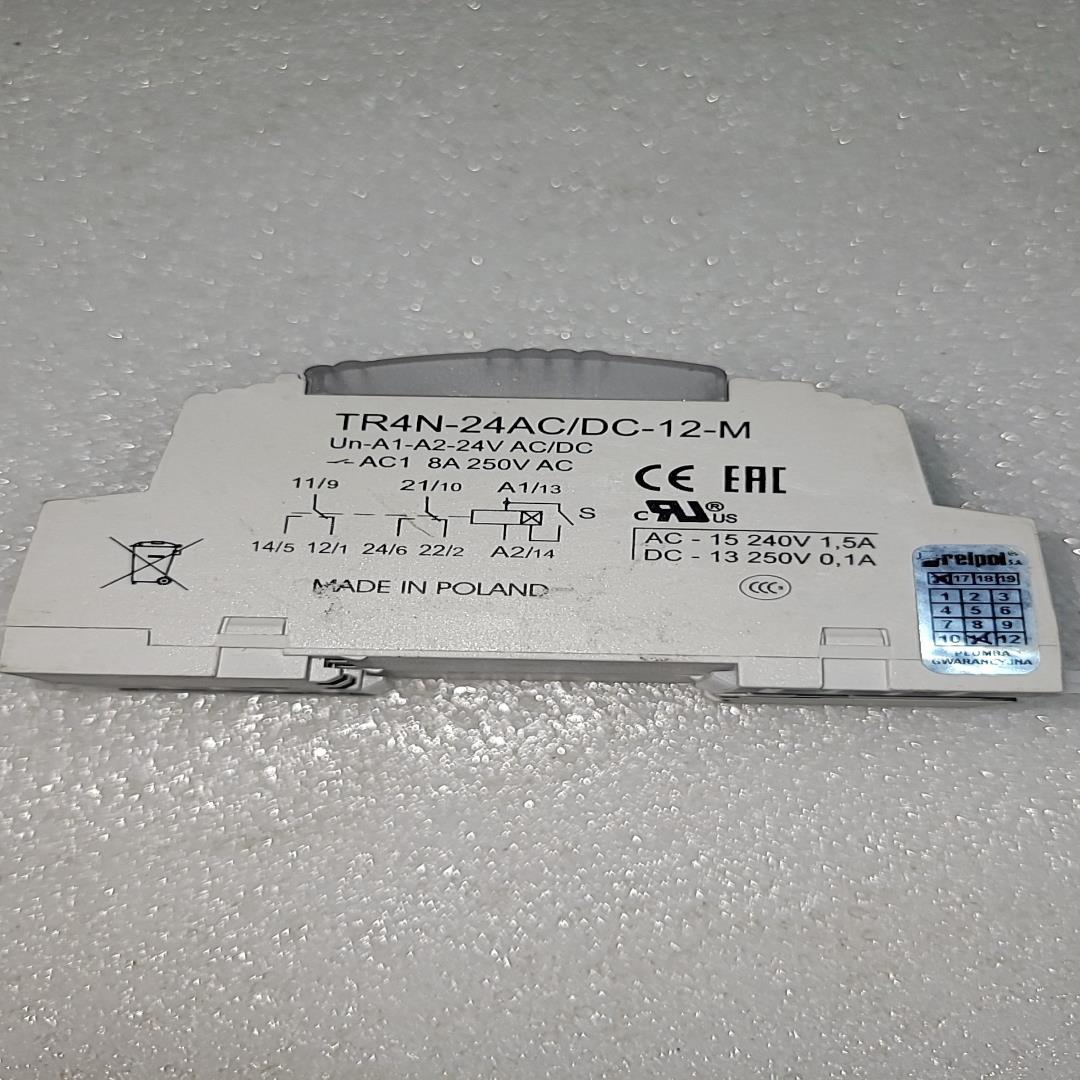 TR4N-24AC/DC-12-M
Un-A1-A2-24V AC/DC
AC1 8A 250V AC
11/9 21/10 A1/13
S
14/5 12/1 24/6 22/2 A2/14
MADE IN POLAND
CE EAC
c RU ® US
AC - 15 240V 1,5A
DC - 13 250V 0,1A
CCC
relpol S.A.
17 18 19
1 2 3
4 5 6
7 8 9
10 12
PLOMBA
GWARANCYJNA